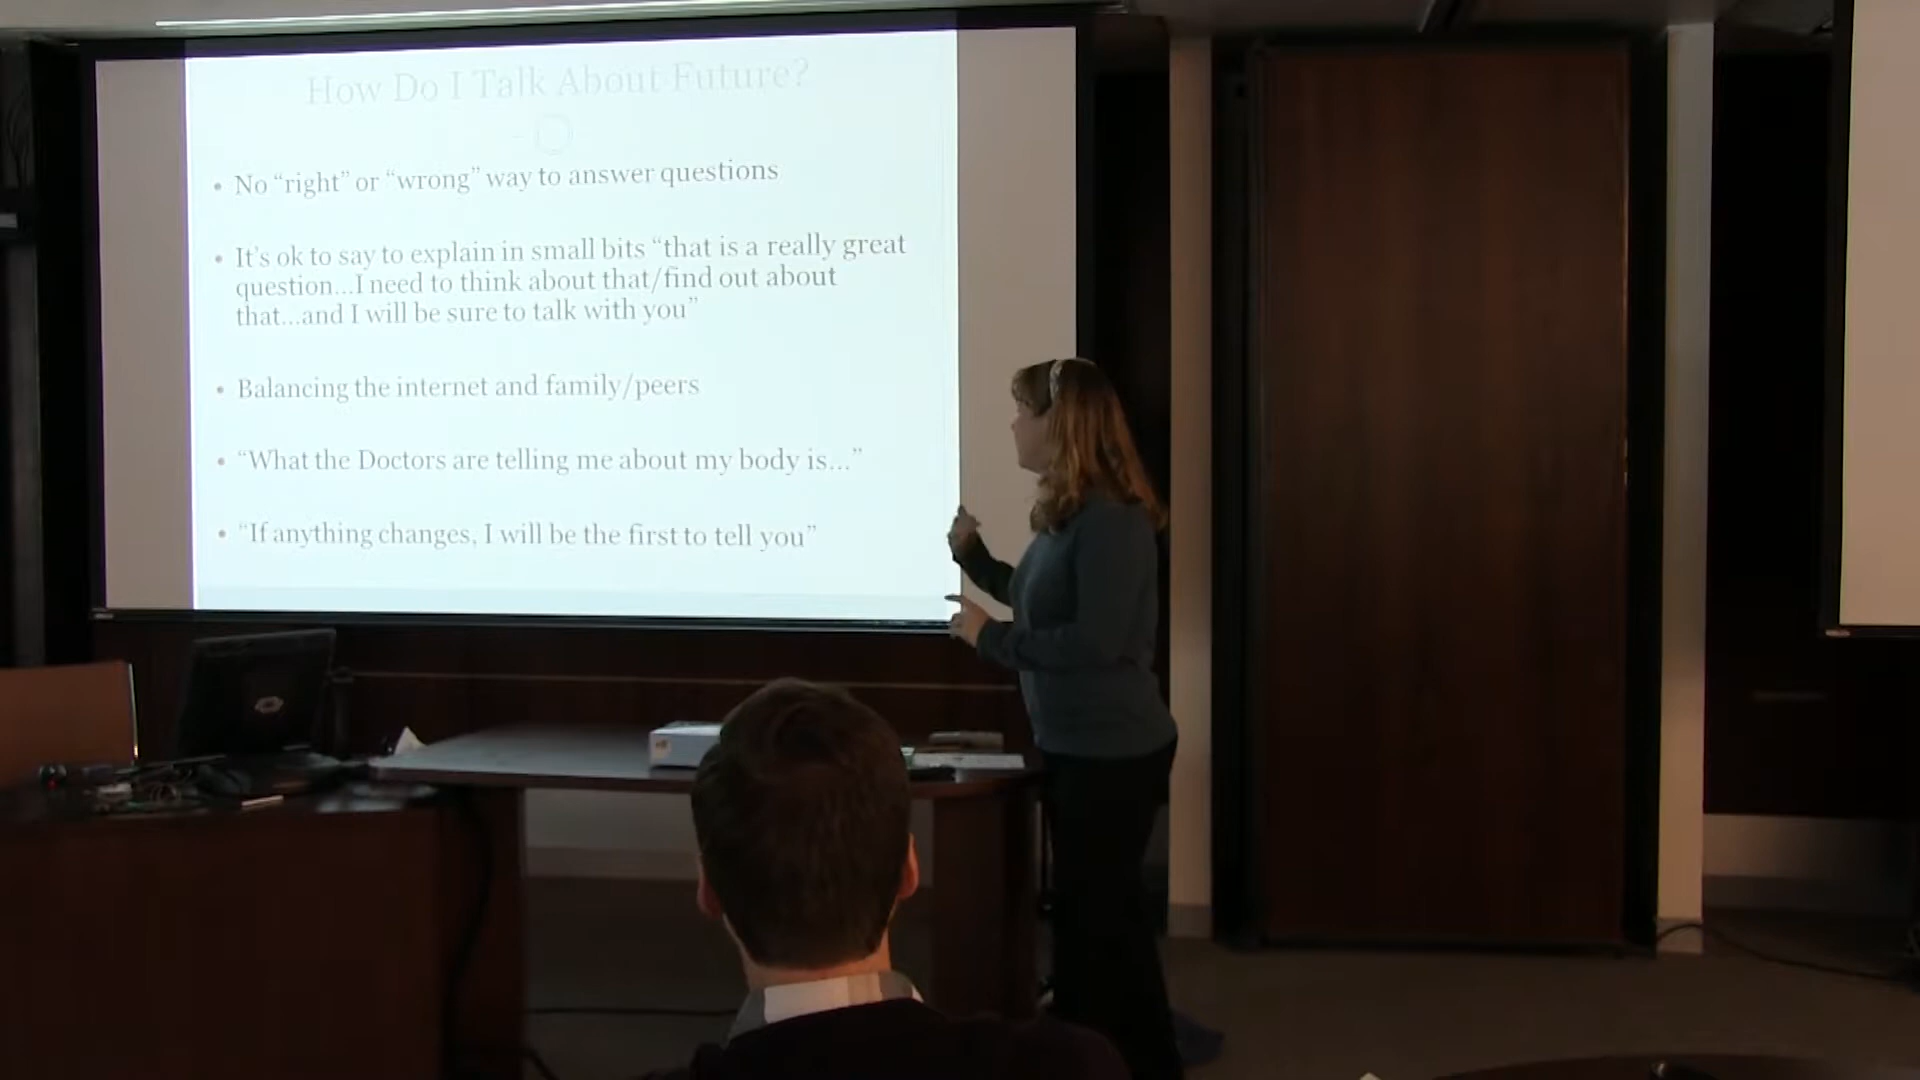 How Do I Talk About Future?
• No “right” or “wrong” way to answer questions
• It’s ok to say to explain in small bits “that is a really great
question...I need to think about that/find out about
that...and I will be sure to talk with you”
• Balancing the internet and family/peers
• “What the Doctors are telling me about my body is...”
• “If anything changes, I will be the first to tell you”